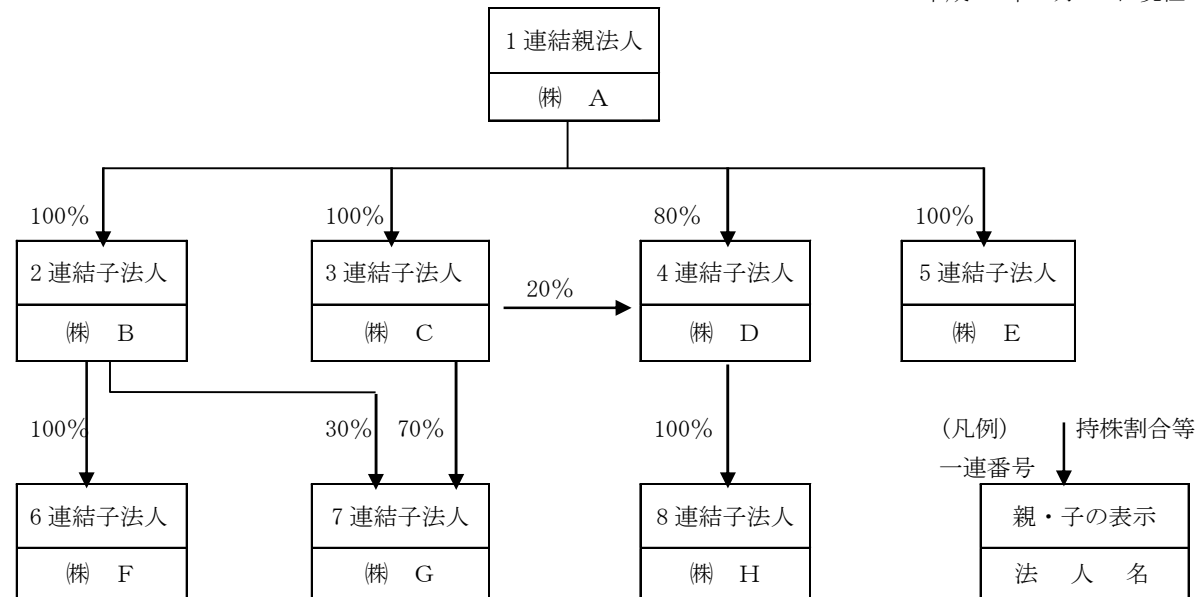 1 連結親法人
㈱ A
100%
100%
80%
100%
2 連結子法人
3 連結子法人
4 連結子法人
5 連結子法人
20%
㈱ B
㈱ C
㈱ D
㈱ E
100%
30%
70%
100%
(凡例)
持株割合等
一連番号
6 連結子法人
7 連結子法人
8 連結子法人
親・子の表示
㈱ F
㈱ G
㈱ H
法 人 名